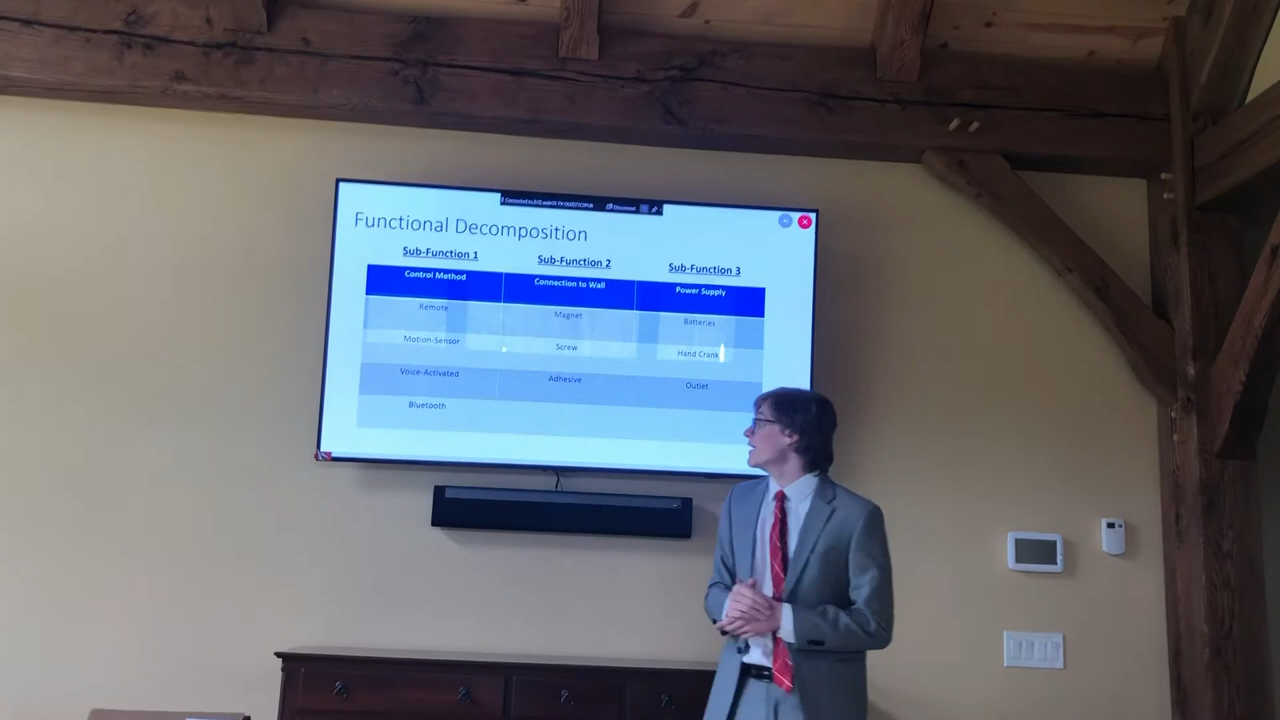 Functional Decomposition
Sub-Function 1 Sub-Function 2 Sub-Function 3
Control Method Connection to Wall Power Supply
Remote Magnet Batteries
Motion-Sensor Screw Hand Crank
Voice-Activated Adhesive Outlet
Bluetooth